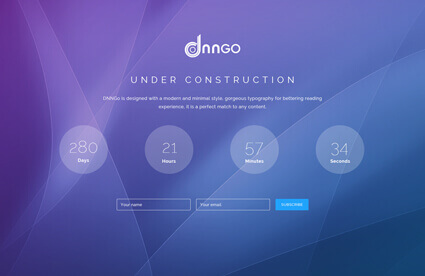 dnnGO
UNDER CONSTRUCTION
DNNGo is designed with a modern and minimal style, gorgeous typography for bettering reading
experience, it is a perfect match to any content.
280 21 57 34
Days Hours Minutes Seconds
Your name Your email SUBSCRIBE